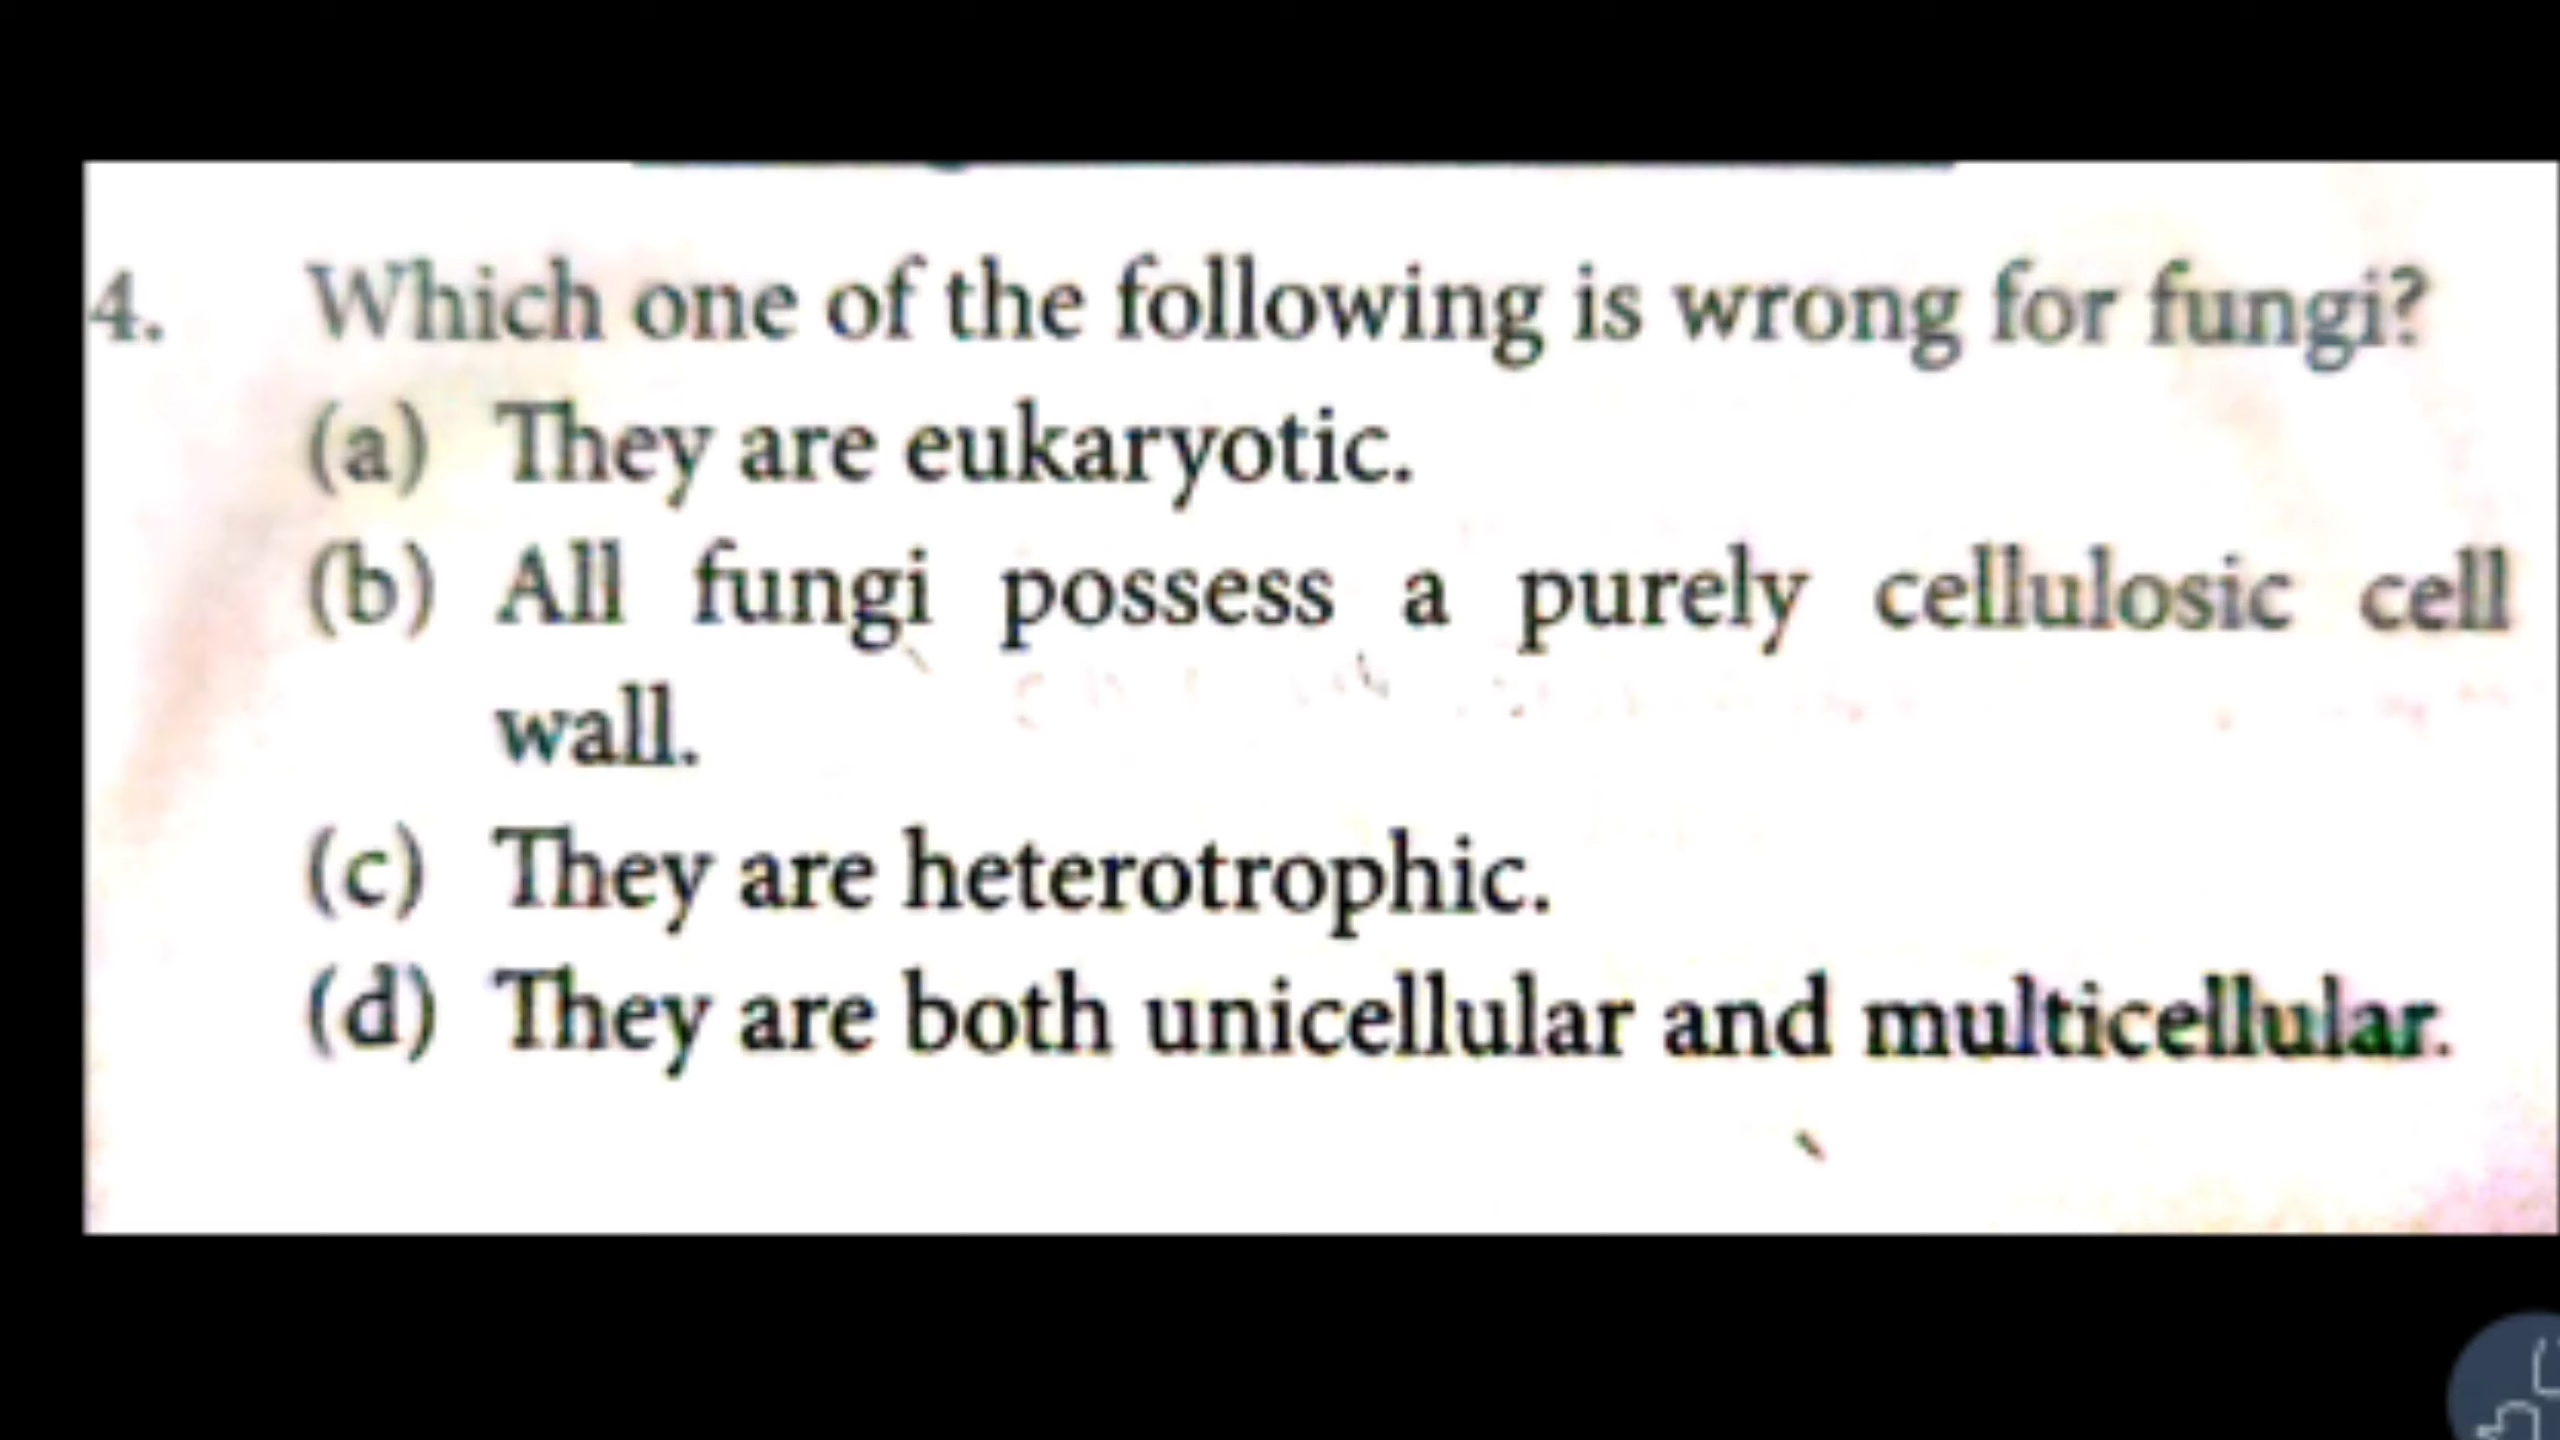 4. Which one of the following is wrong for fungi?
(a) They are eukaryotic.
(b) All fungi possess a purely cellulosic cell
wall.
(c) They are heterotrophic.
(d) They are both unicellular and multicellular.